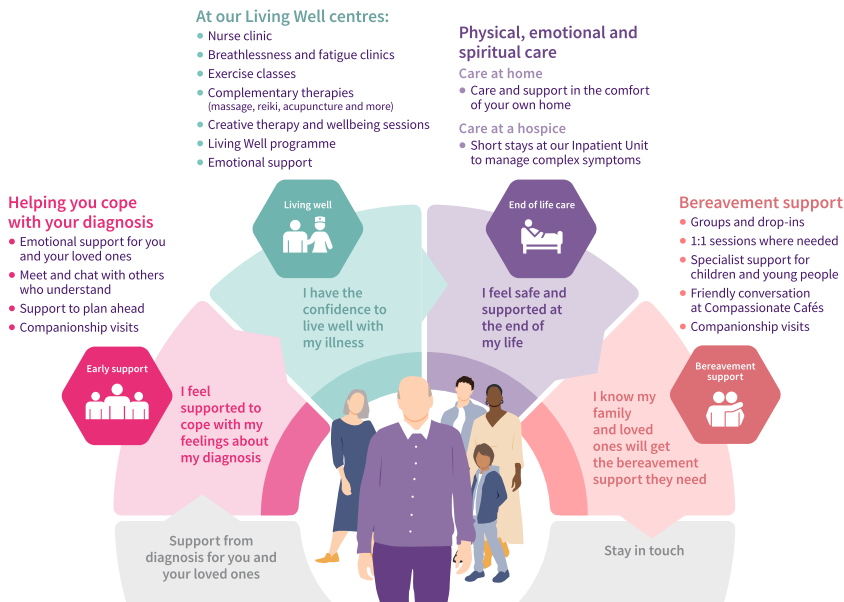 At our Living Well centres:
Nurse clinic
Breathlessness and fatigue clinics
Exercise classes
Complementary therapies
(massage, reiki, acupuncture and more)
Creative therapy and wellbeing sessions
Living Well programme
Emotional support
Physical, emotional and
spiritual care
Care at home
Care and support in the comfort
of your own home
Care at a hospice
Short stays at our Inpatient Unit
to manage complex symptoms
Helping you cope
with your diagnosis
Emotional support for you
and your loved ones
Meet and chat with others
who understand
Support to plan ahead
Companionship visits
Bereavement support
Groups and drop-ins
1:1 sessions where needed
Specialist support for
children and young people
Friendly conversation
at Compassionate Cafés
Companionship visits
Early support
I feel
supported to
cope with my
feelings about
my diagnosis
Living well
I have the
confidence to
live well with
my illness
End of life care
I feel safe and
supported at
the end of
my life
Bereavement
support
I know my
family
and loved
ones will get
the bereavement
support they need
Support from
diagnosis for you and
your loved ones
Stay in touch